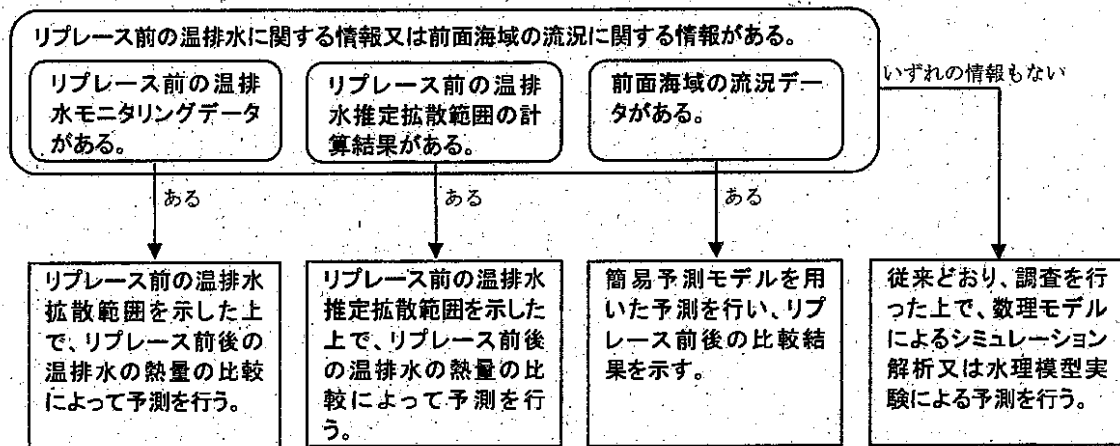 リプレース前の温排水に関する情報又は前面海域の流況に関する情報がある。
リプレース前の温排
水モニタリングデータ
がある。
リプレース前の温排
水推定拡散範囲の計
算結果がある。
前面海域の流況デー
タがある。
いずれの情報もない
ある
ある
ある
リプレース前の温排水
拡散範囲を示した上
で、リプレース前後の
温排水の熱量の比較
によって予測を行う。
リプレース前の温排水
推定拡散範囲を示した
上で、リプレース前後
の温排水の熱量の比
較によって予測を行
う。
簡易予測モデルを用
いた予測を行い、リプ
レース前後の比較結
果を示す。
従来どおり、調査を行
った上で、数理モデル
によるシミュレーション
解析又は水理模型実
験による予測を行う。